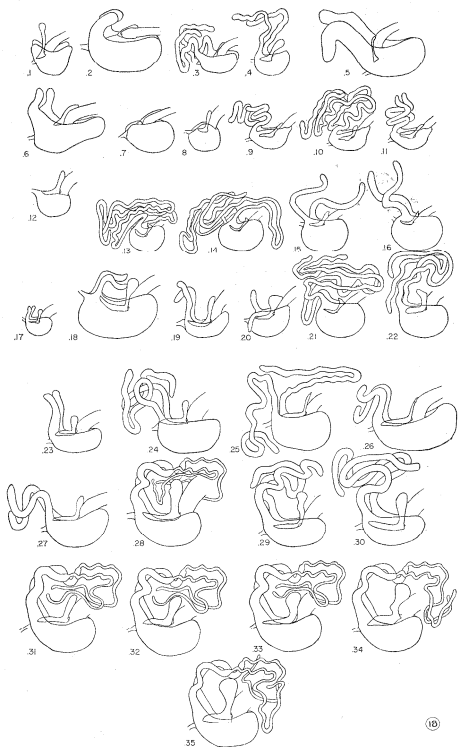 .1 .2 .3 .4 .5
.6 .7 8 .9 .10 .11
.12 .13 .14 15 .16
.17 .18 .19 20 .21 .22
.23 24 25 26
.27 .28 .29 .30
.31 .32 .33 .34
35 18